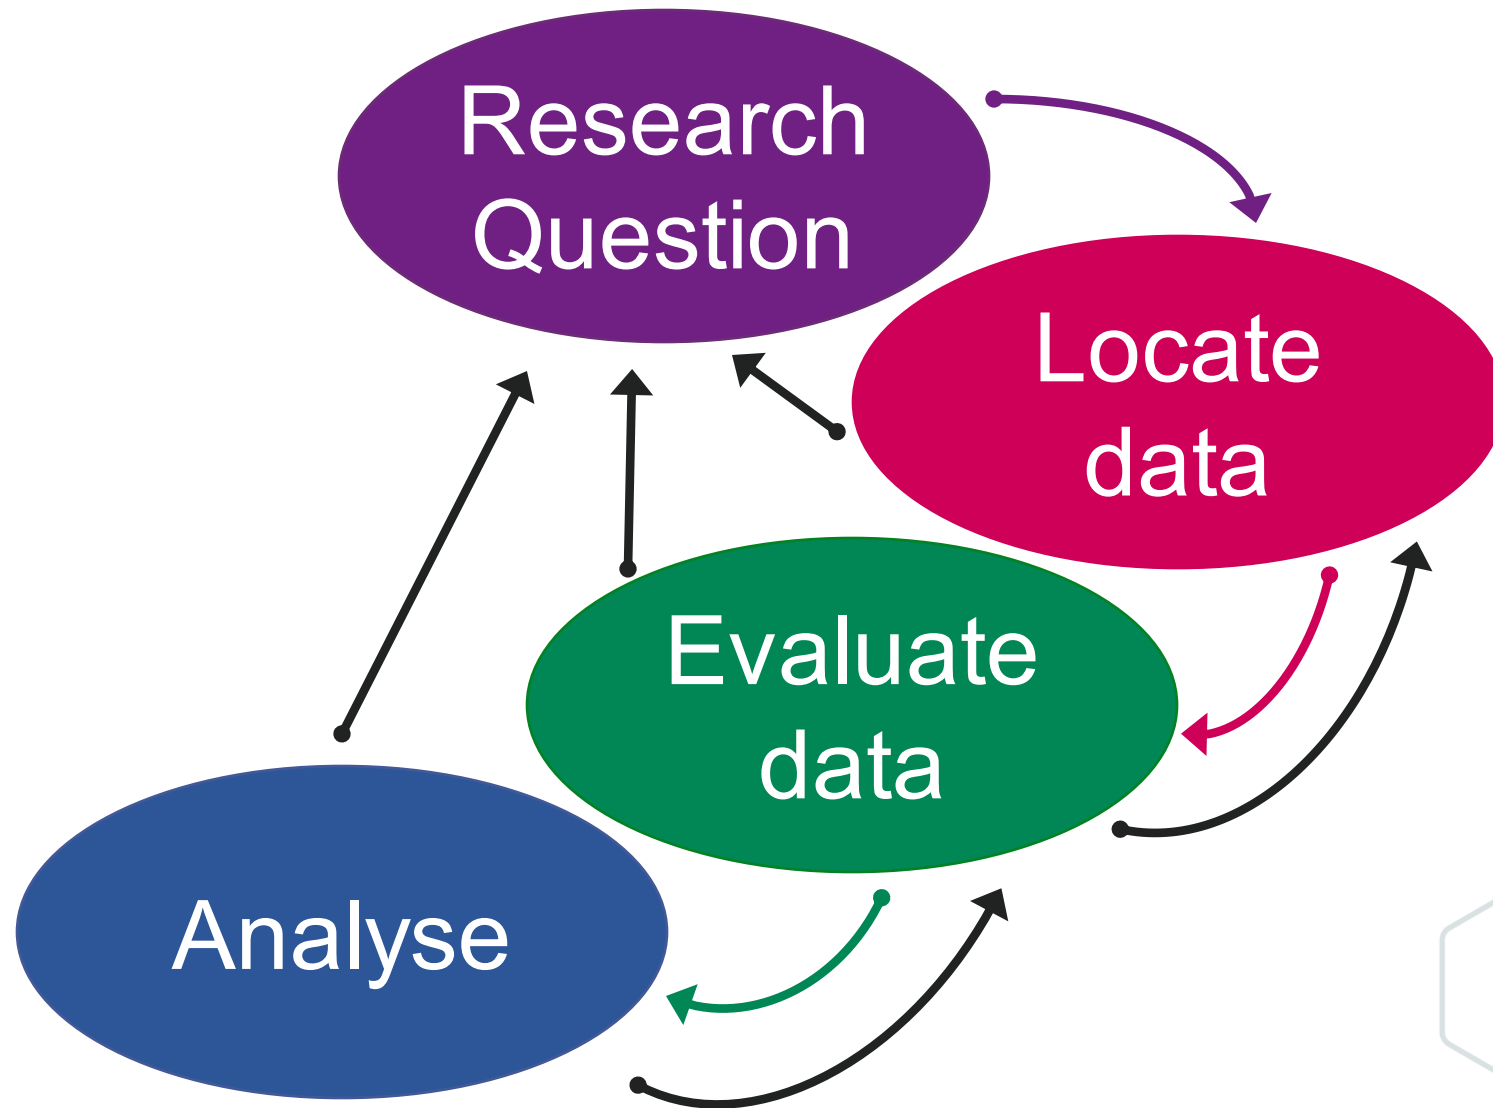 Research
Question
Locate
data
Evaluate
data
Analyse